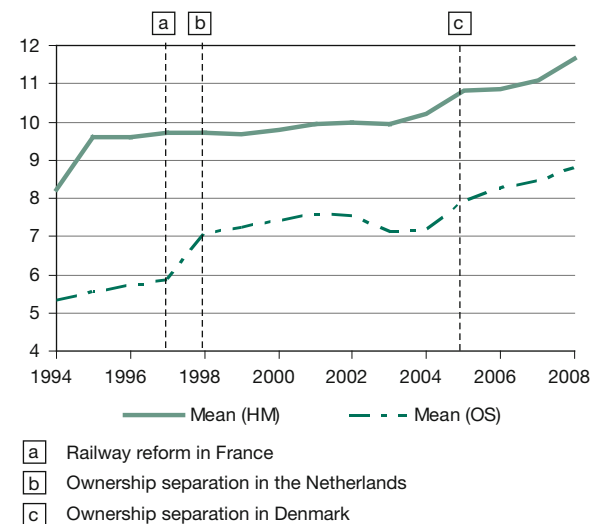 a b c
12
11
10
9
8
7
6
5
4
1994 1996 1998 2000 2002 2004 2006 2008
Mean (HM) Mean (OS)
a Railway reform in France
b Ownership separation in the Netherlands
c Ownership separation in Denmark